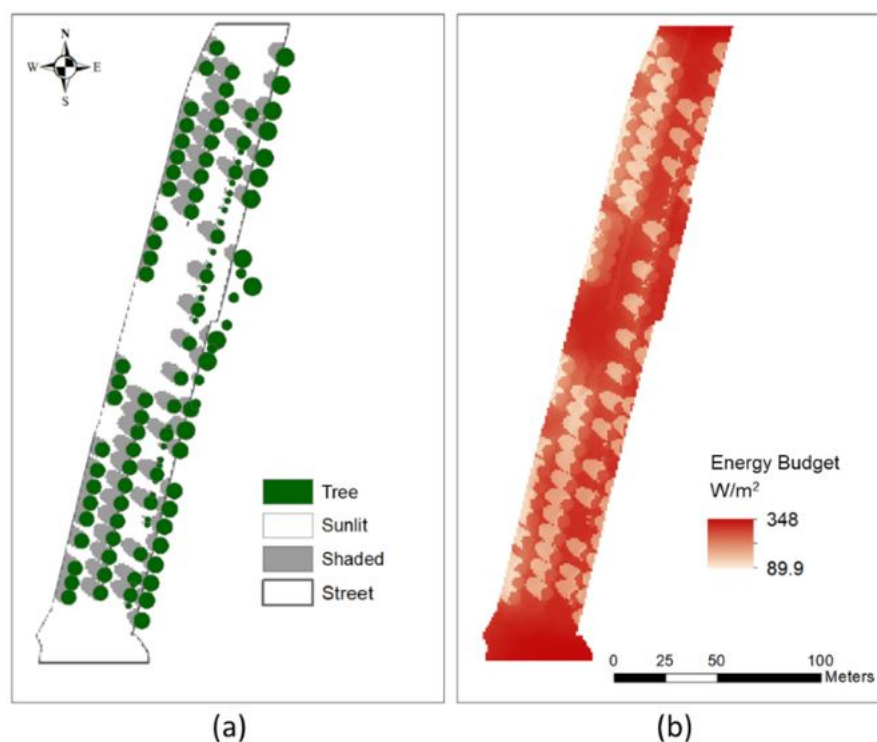 N
W E
S
Tree
Sunlit
Shaded
Street
(a)
Energy Budget
W/m²
348
89.9
0 25 50 100
Meters
(b)